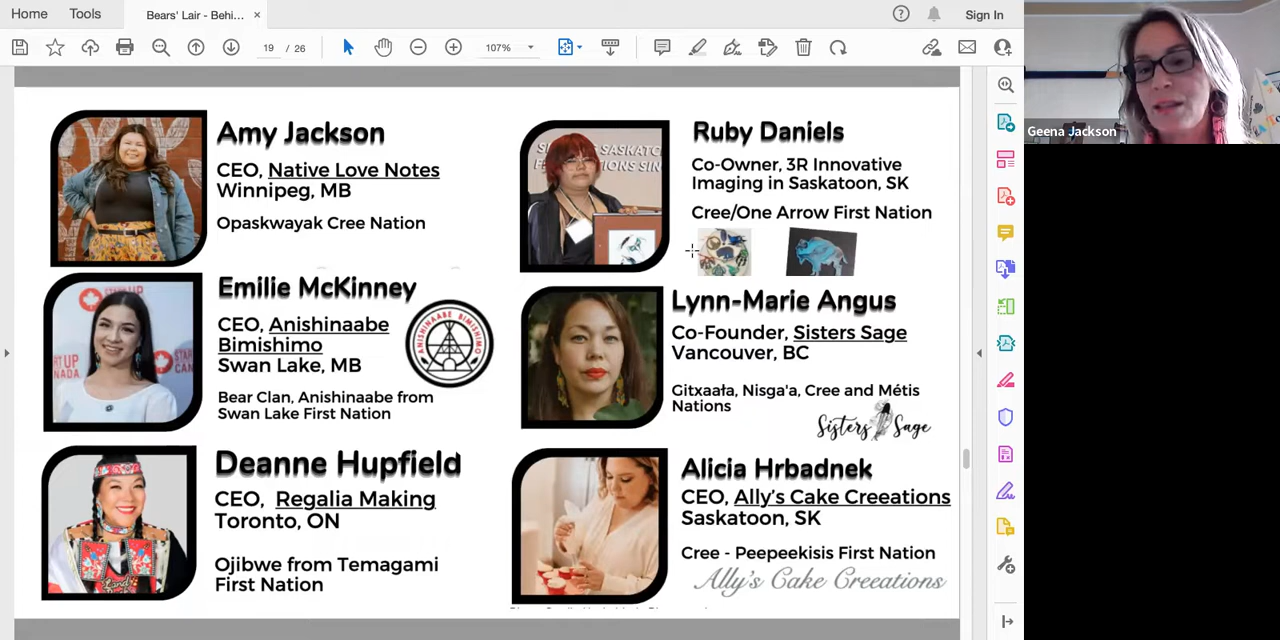 Home
Tools
Bears' Lair - Behi...
×
Sign In
19 / 26
107%
Amy Jackson
CEO, Native Love Notes
Winnipeg, MB
Opaskwayak Cree Nation
Ruby Daniels
Co-Owner, 3R Innovative
Imaging in Saskatoon, SK
Cree/One Arrow First Nation
Emilie McKinney
CEO, Anishinaabe
Bimishimo
Swan Lake, MB
Bear Clan, Anishinaabe from
Swan Lake First Nation
ANISHINAABE BIMISHIMO
Lynn-Marie Angus
Co-Founder, Sisters Sage
Vancouver, BC
Gitxaała, Nisga'a, Cree and Métis
Nations
Sisters Sage
Deanne Hupfield
CEO, Regalia Making
Toronto, ON
Ojibwe from Temagami
First Nation
Alicia Hrbadnek
CEO, Ally's Cake Creeations
Saskatoon, SK
Cree - Peepeekisis First Nation
Ally's Cake Creeations
Geena Jackson